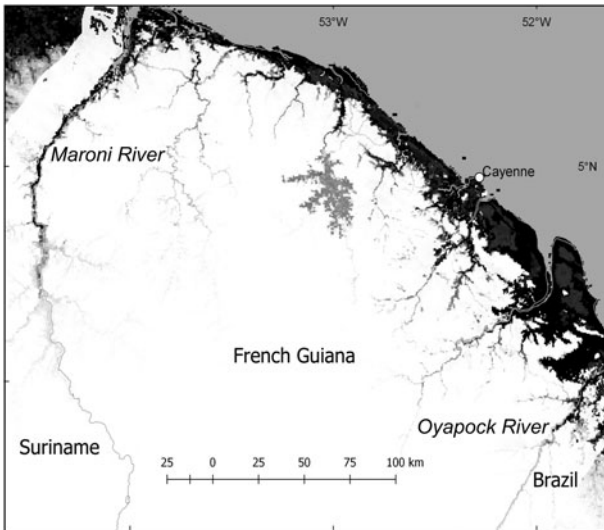 53°W
52°W
Maroni River
5°N
Cayenne
French Guiana
Oyapock River
Suriname
25 0 25 50 75 100 km
Brazil